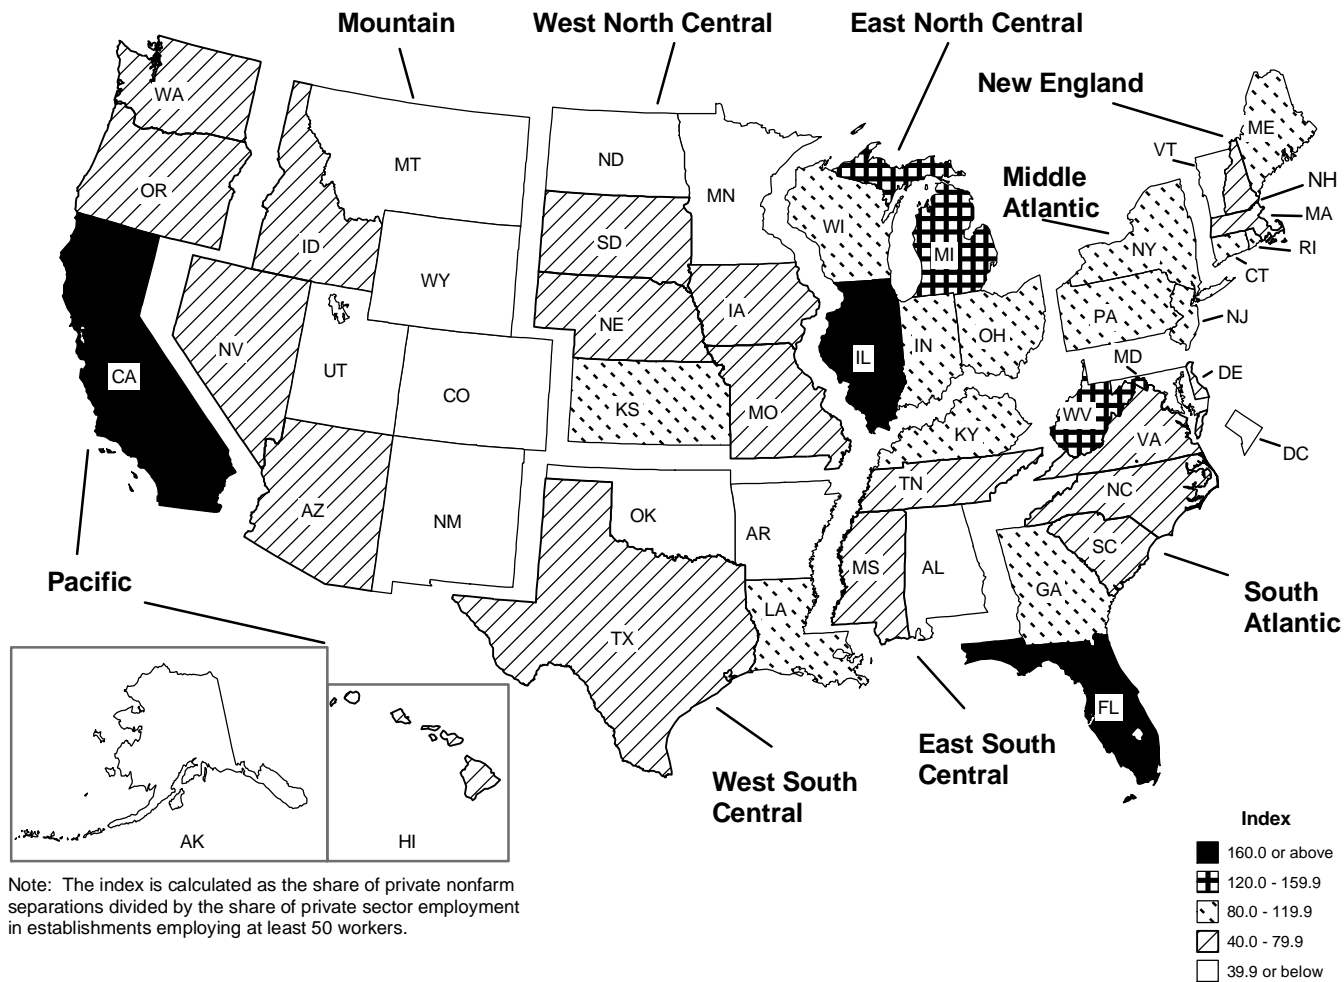 Mountain
West North Central
East North Central
New England
Middle
Atlantic
South
Atlantic
East South
Central
West South
Central
Pacific
WA
OR
CA
NV
ID
MT
WY
UT
CO
AZ
NM
ND
SD
NE
KS
MN
IA
MO
OK
TX
AR
LA
WI
MI
IL
IN
OH
KY
TN
MS
AL
GA
FL
SC
NC
VA
WV
MD
DE
DC
PA
NJ
NY
CT
RI
MA
NH
VT
ME
AK
HI
Note: The index is calculated as the share of private nonfarm
separations divided by the share of private sector employment
in establishments employing at least 50 workers.
Index
160.0 or above
120.0 - 159.9
80.0 - 119.9
40.0 - 79.9
39.9 or below